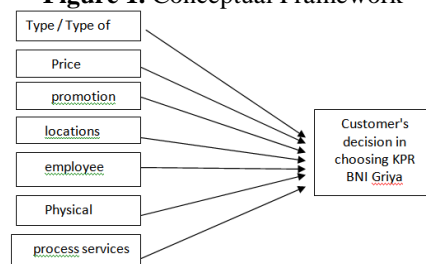 Figure 1. Conceptual Framework
Type / Type of
Price
promotion
locations
employee
Physical
process services
Customer's
decision in
choosing KPR
BNI Griya